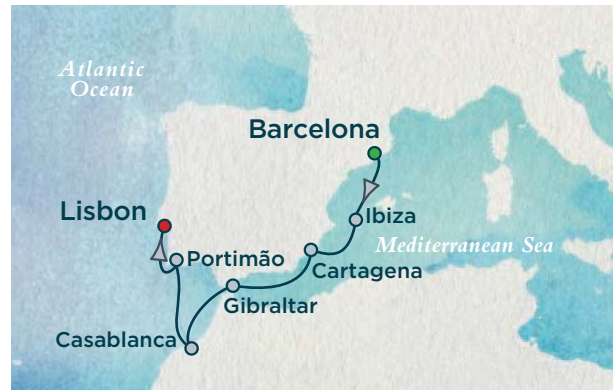 Atlantic
Ocean
Barcelona
Lisbon
Ibiza
Mediterranean Sea
Portimão
Cartagena
Gibraltar
Casablanca